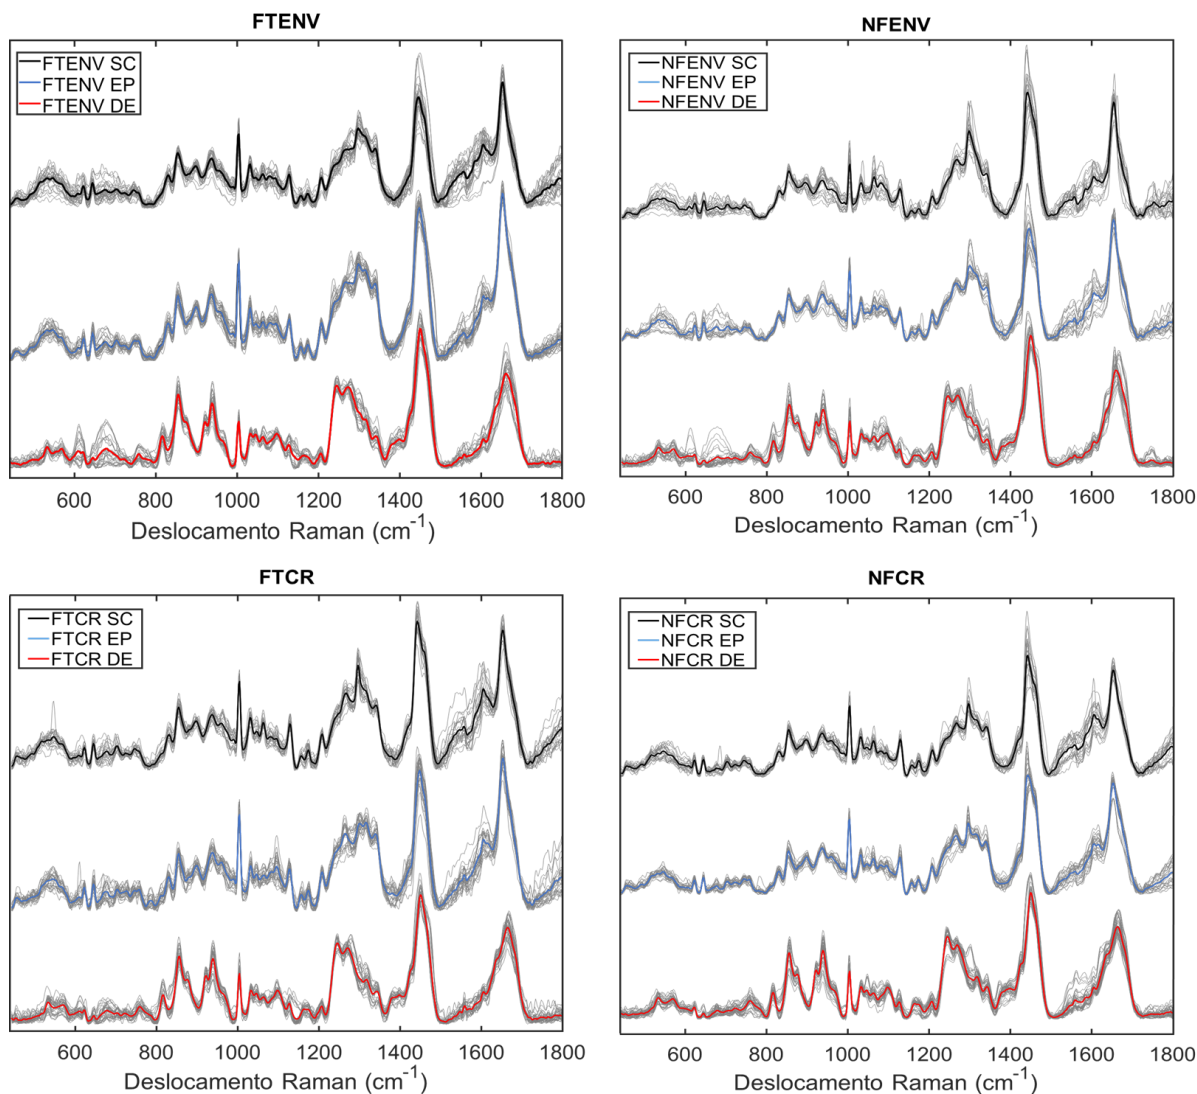 FTENV
FTENV SC
FTENV EP
FTENV DE
600 800 1000 1200 1400 1600 1800
Deslocamento Raman (cm-1)
NFENV
NFENV SC
NFENV EP
NFENV DE
600 800 1000 1200 1400 1600 1800
Deslocamento Raman (cm-1)
FTCR
FTCR SC
FTCR EP
FTCR DE
600 800 1000 1200 1400 1600 1800
Deslocamento Raman (cm-1)
NFCR
NFCR SC
NFCR EP
NFCR DE
600 800 1000 1200 1400 1600 1800
Deslocamento Raman (cm-1)